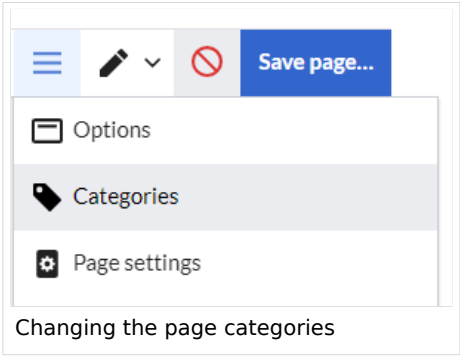 Save page...
Options
Categories
Page settings
Changing the page categories